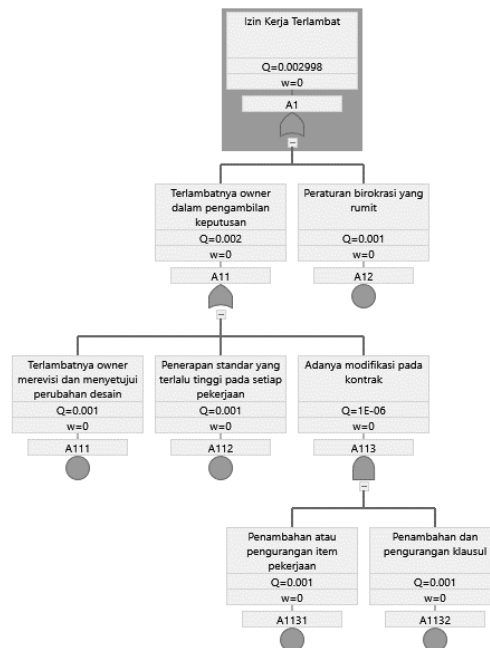 Izin Kerja Terlambat
Q=0.002998
w=0
A1
Terlambatnya owner
dalam pengambilan
keputusan
Q=0.002
w=0
A11
Peraturan birokrasi yang
rumit
Q=0.001
w=0
A12
Terlambatnya owner
merevisi dan menyetujui
perubahan desain
Q=0.001
w=0
A111
Penerapan standar yang
terlalu tinggi pada setiap
pekerjaan
Q=0.001
w=0
A112
Adanya modifikasi pada
kontrak
Q=1E-06
w=0
A113
Penambahan atau
pengurangan item
pekerjaan
Q=0.001
w=0
A1131
Penambahan dan
pengurangan klausul
Q=0.001
w=0
A1132